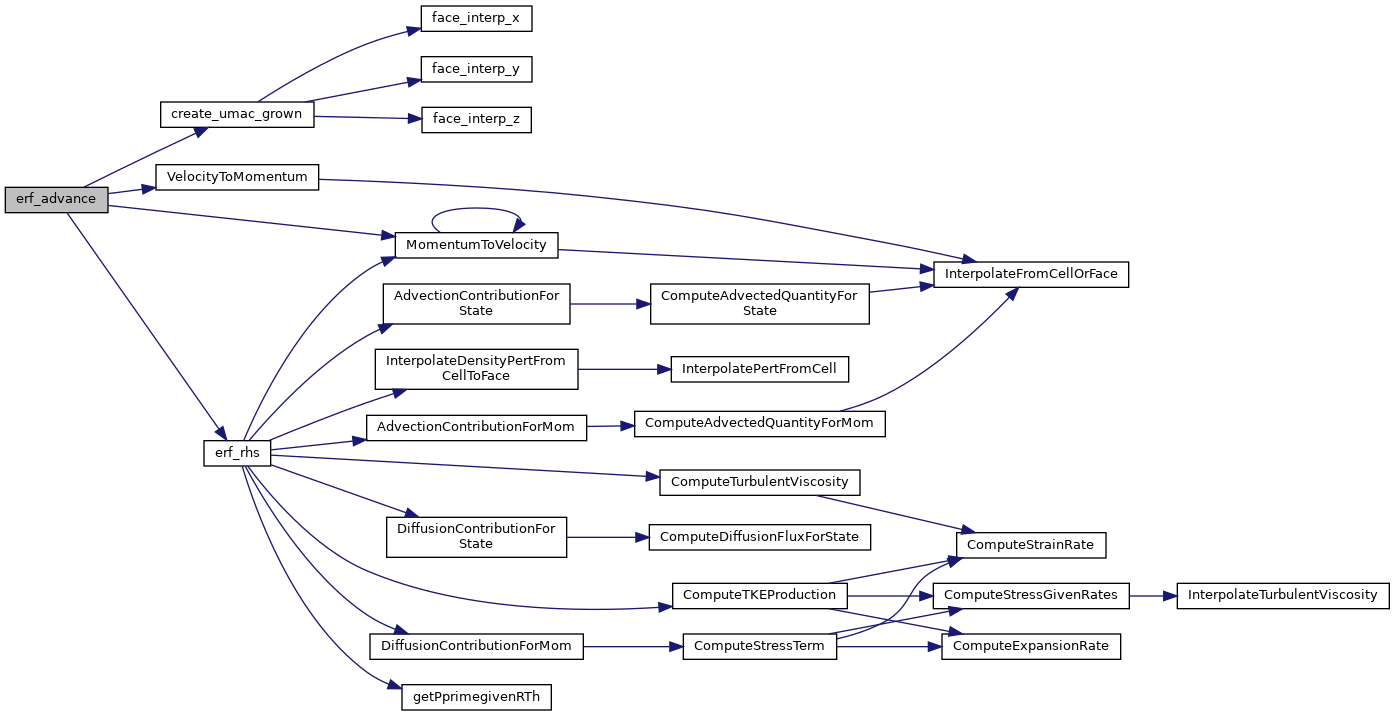 face_interp_x
face_interp_y
create_umac_grown
face_interp_z
VelocityToMomentum
erf_advance
MomentumToVelocity
InterpolateFromCellOrFace
AdvectionContributionFor
State
ComputeAdvectedQuantityFor
State
InterpolateDensityPertFrom
CellToFace
InterpolatePertFromCell
AdvectionContributionForMom
ComputeAdvectedQuantityForMom
erf_rhs
ComputeTurbulentViscosity
DiffusionContributionFor
State
ComputeDiffusionFluxForState
ComputeStrainRate
ComputeTKEProduction
ComputeStressGivenRates
InterpolateTurbulentViscosity
DiffusionContributionForMom
ComputeStressTerm
ComputeExpansionRate
getPprimegivenRTh